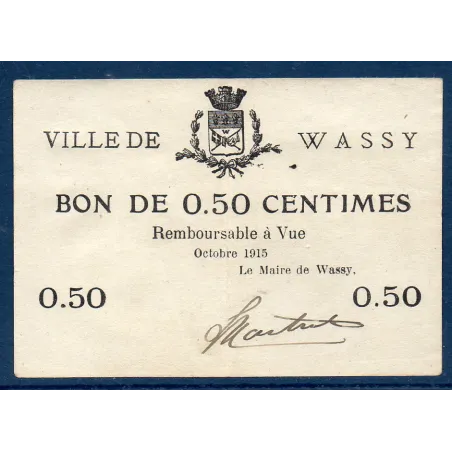 VILLE DE WASSY
BON DE 0.50 CENTIMES
Remboursable à Vue
Octobre 1915
Le Maire de Wassy,
0.50 0.50